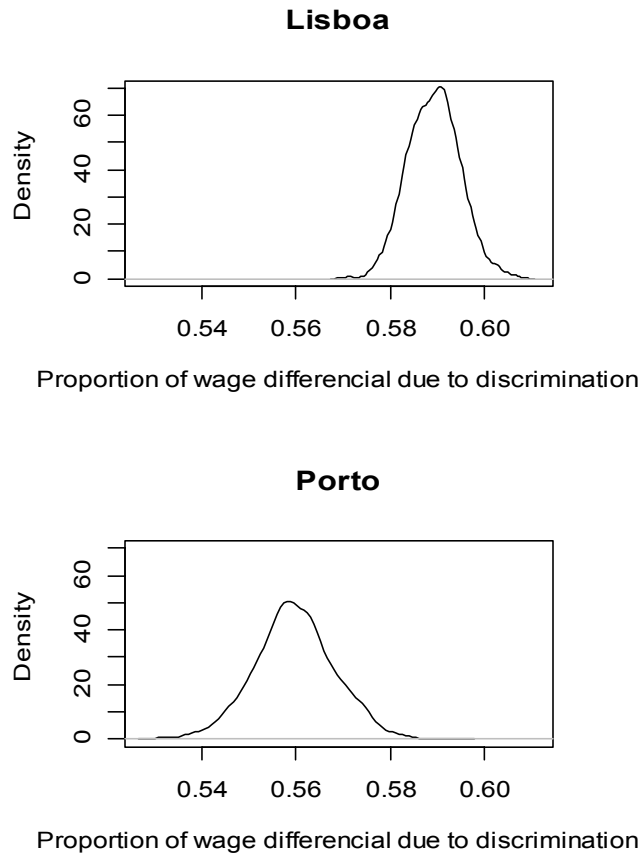 Lisboa
Density
60
40
20
0
0.54 0.56 0.58 0.60
Proportion of wage differencial due to discrimination
Porto
Density
60
40
20
0
0.54 0.56 0.58 0.60
Proportion of wage differencial due to discrimination